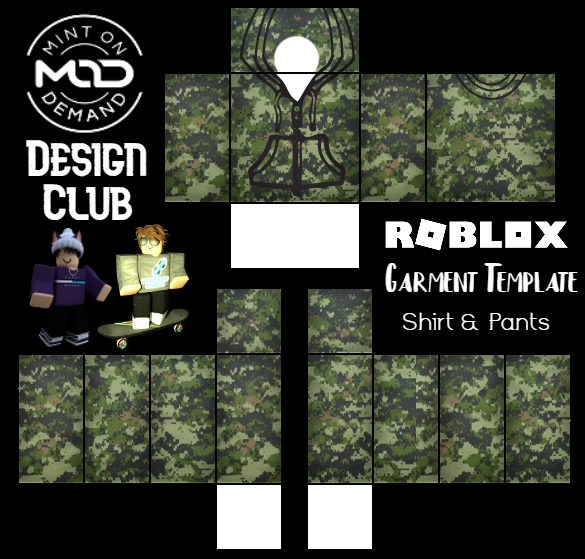 MINT ON
MOD
DEMAND
DESIGN
CLUB
ROBLOX
GARMENT TEMPLATE
Shirt & Pants